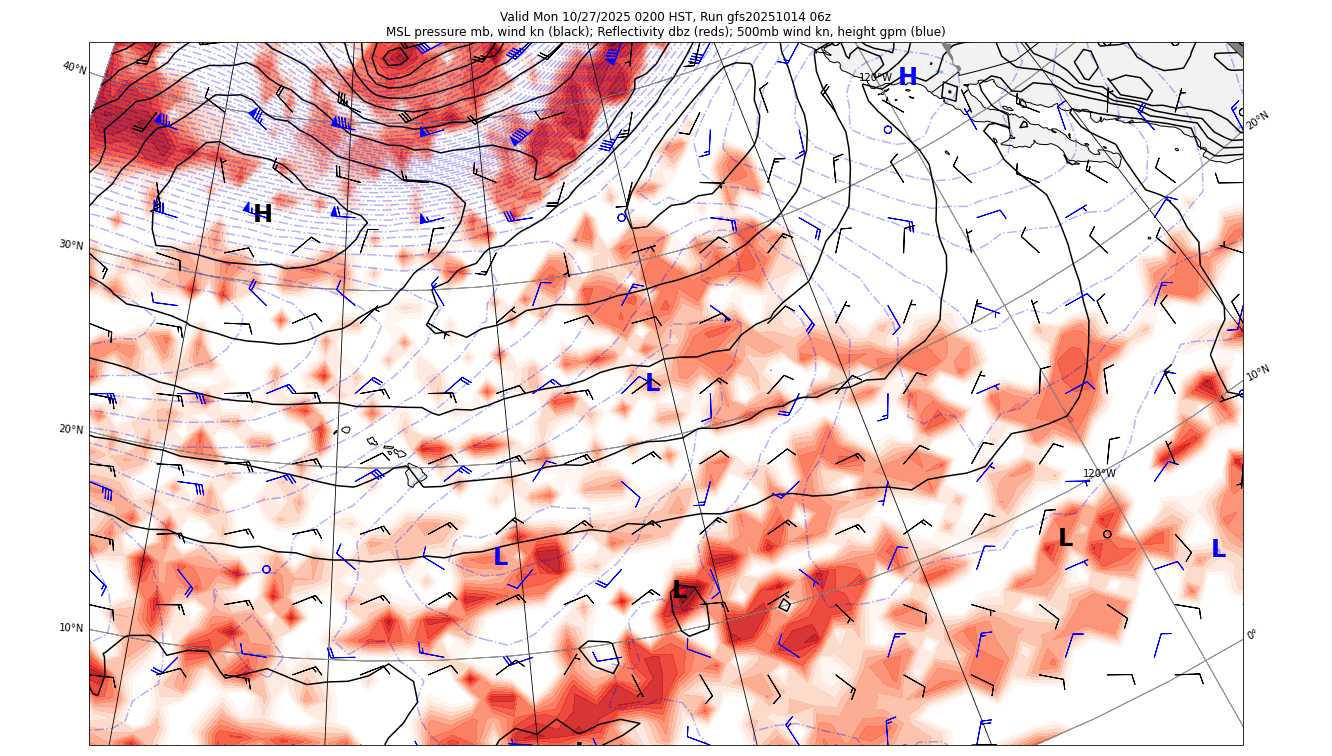 Valid Mon 10/27/2025 0200 HST, Run gfs20251014 06z
MSL pressure mb, wind kn (black); Reflectivity dbz (reds); 500mb wind kn, height gpm (blue)
40°N
120°W
H
20°N
H
30°N
10°N
L
20°N
120°W
L
L
L
L
10°N
0°